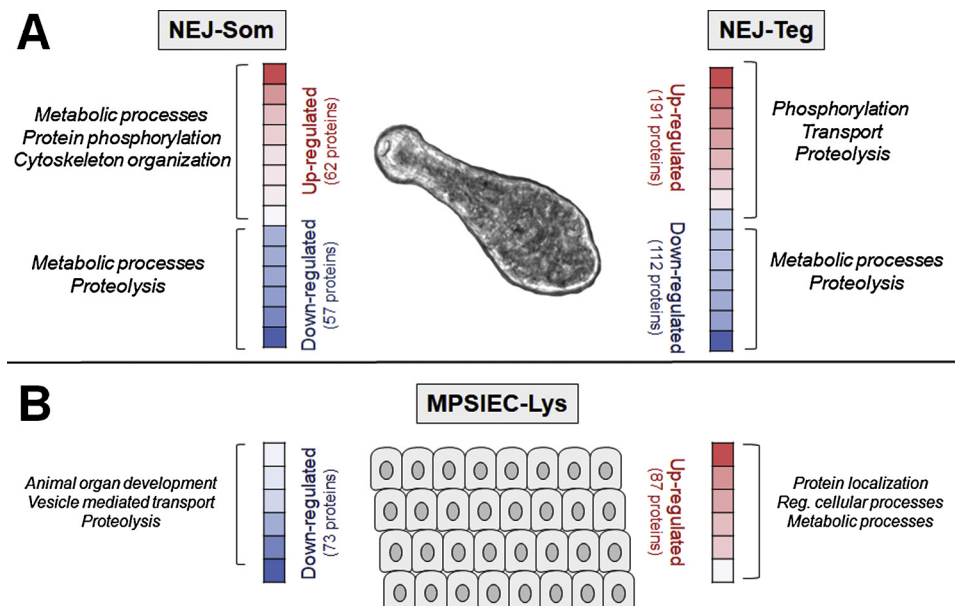 A
NEJ-Som
NEJ-Teg
Metabolic processes
Protein phosphorylation
Cytoskeleton organization
Up-regulated
(62 proteins)
Metabolic processes
Proteolysis
Down-regulated
(57 proteins)
Up-regulated
(191 proteins)
Phosphorylation
Transport
Proteolysis
Down-regulated
(112 proteins)
Metabolic processes
Proteolysis
B
MPSIEC-Lys
Animal organ development
Vesicle mediated transport
Proteolysis
Down-regulated
(73 proteins)
Up-regulated
(87 proteins)
Protein localization
Reg. cellular processes
Metabolic processes